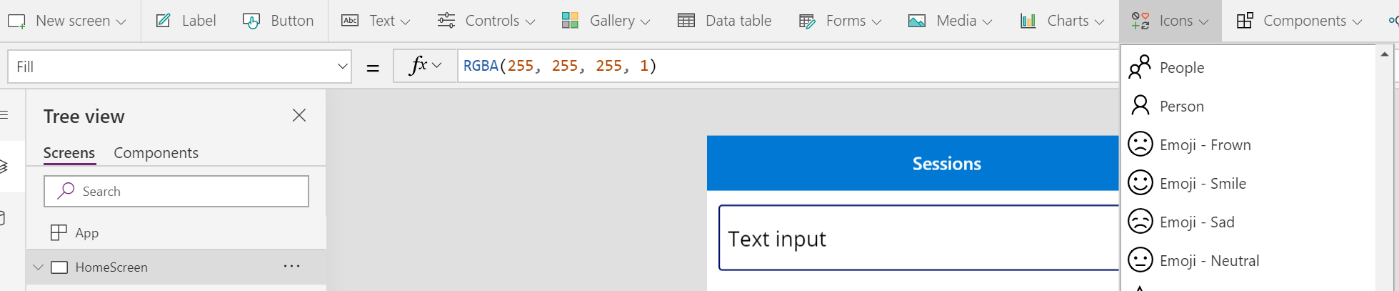 New screen Label Button Text Controls Gallery Data table Forms Media Charts Icons Components
Fill = fx RGBA(255, 255, 255, 1)
Tree view
Screens Components
Search
App
HomeScreen ...
Sessions
Text input
People
Person
Emoji - Frown
Emoji - Smile
Emoji - Sad
Emoji - Neutral